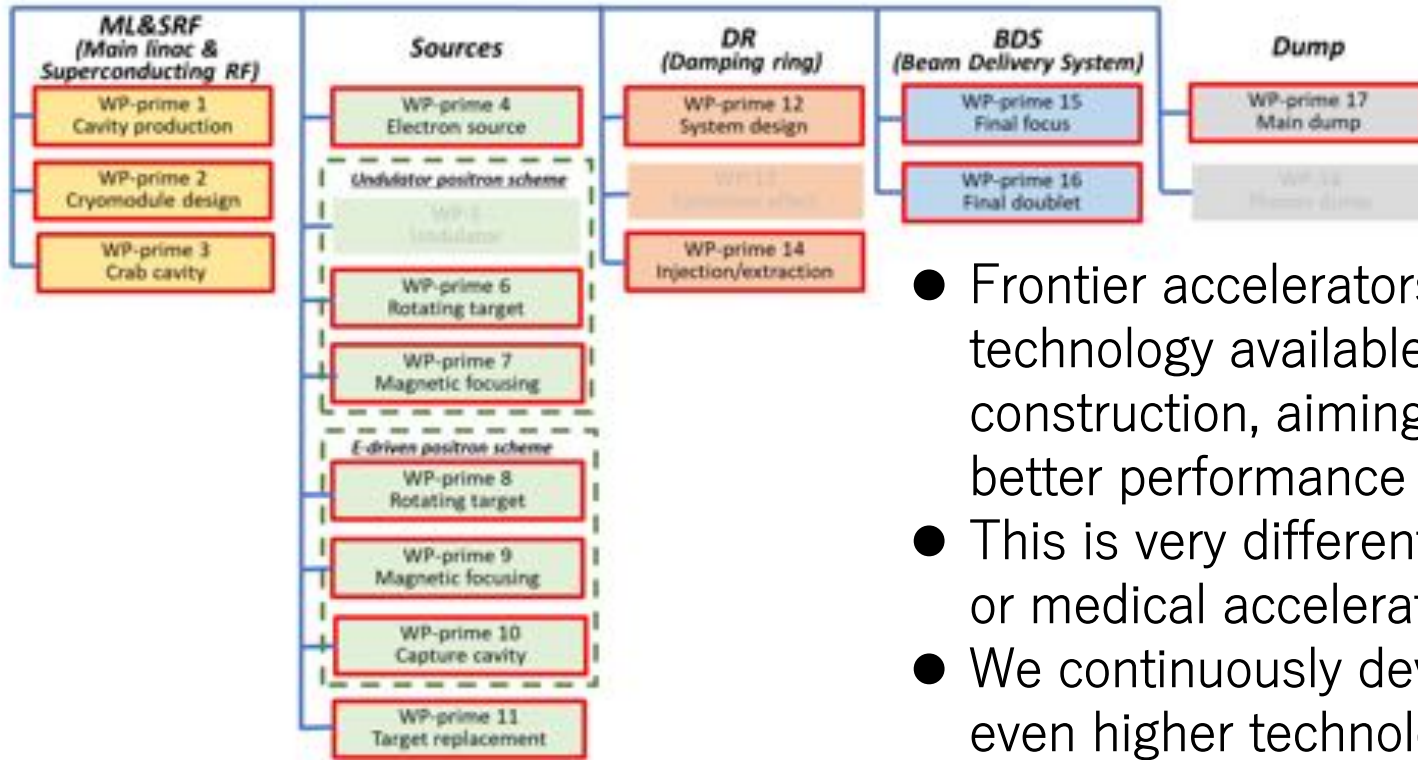 ML&SRF
(Main linac &
Superconducting RF)
WP-prime 1
Cavity production
WP-prime 2
Cryomodule design
WP-prime 3
Crab cavity
Sources
WP-prime 4
Electron source
Undulator positron scheme
WP-5
Undulator
WP-prime 6
Rotating target
WP-prime 7
Magnetic focusing
E-driven positron scheme
WP-prime 8
Rotating target
WP-prime 9
Magnetic focusing
WP-prime 10
Capture cavity
WP-prime 11
Target replacement
DR
(Damping ring)
WP-prime 12
System design
WP-prime 14
Injection/extraction
BDS
(Beam Delivery System)
WP-prime 15
Final focus
WP-prime 16
Final doublet
Dump
WP-prime 17
Main dump
● Frontier accelerators
technology available
construction, aiming
better performance
● This is very different
or medical accelerat
● We continuously dev
even higher technol